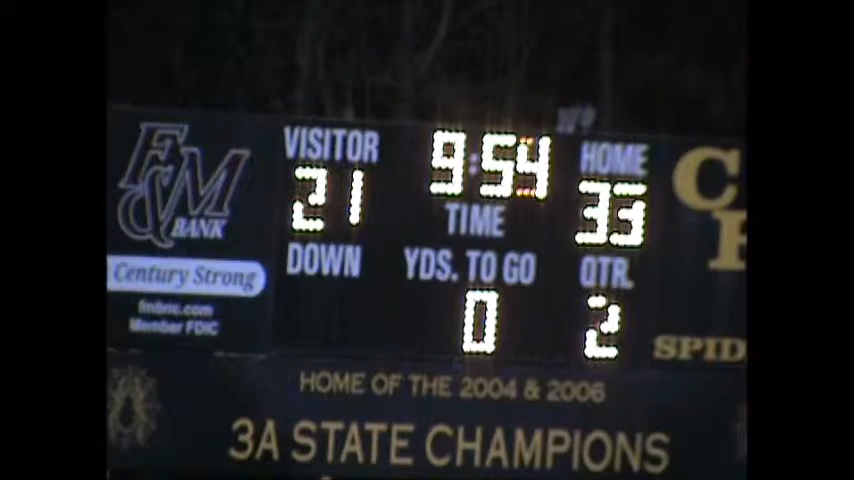 F&M
BANK
Century Strong
fmbnc.com
Member FDIC
VISITOR
21
9:54
TIME
HOME
33
DOWN
YDS. TO GO
0
QTR.
2
C
SPID
HOME OF THE 2004 & 2006
3A STATE CHAMPIONS